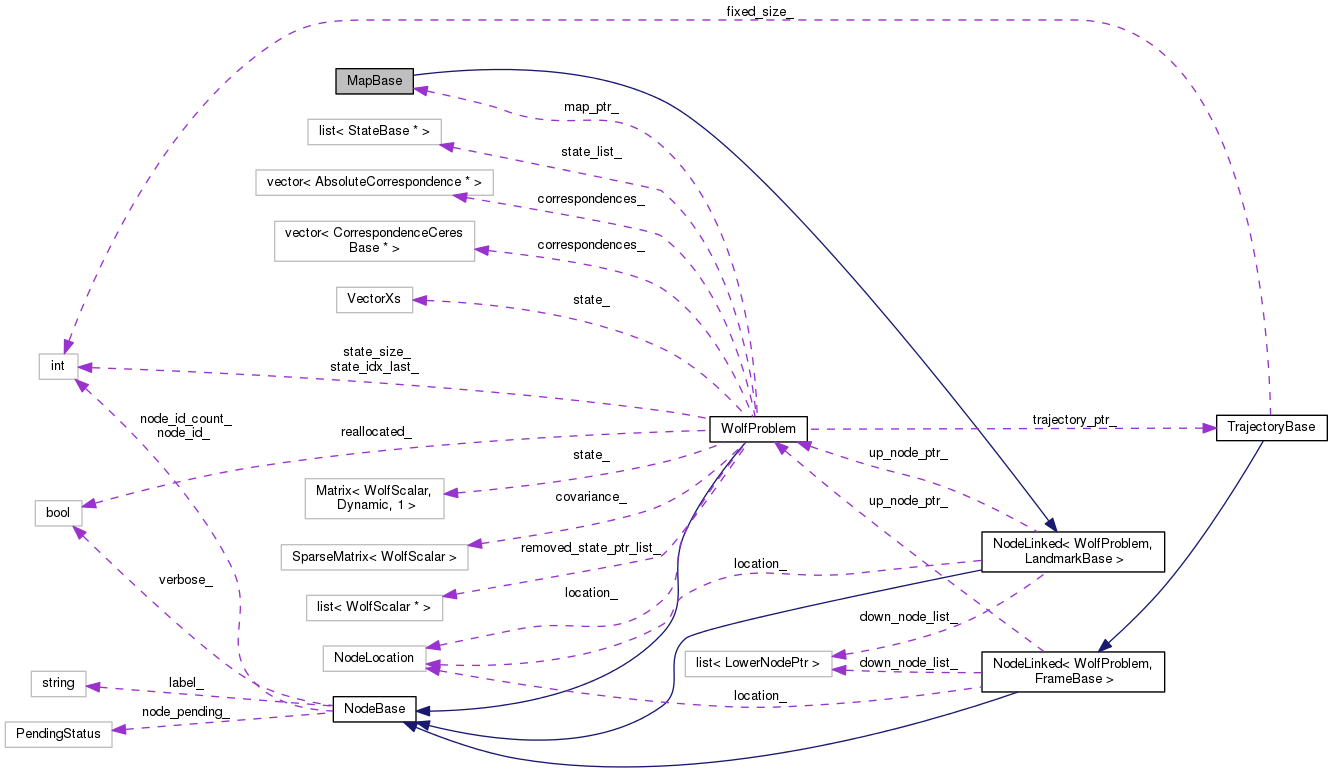 fixed_size_
MapBase
map_ptr_
list< StateBase * >
state_list_
vector< AbsoluteCorrespondence * >
correspondences_
vector< CorrespondenceCeres
Base * >
correspondences_
VectorXs
state_
int
state_size_
state_idx_last_
node_id_count_
node_id_
reallocated_
WolfProblem
trajectory_ptr_
TrajectoryBase
up_node_ptr_
state_
Matrix< WolfScalar,
Dynamic, 1 >
covariance_
up_node_ptr_
bool
SparseMatrix< WolfScalar >
removed_state_ptr_list_
NodeLinked< WolfProblem,
LandmarkBase >
location_
verbose_
list< WolfScalar * >
location_
down_node_list_
NodeLocation
list< LowerNodePtr >
down_node_list_
NodeLinked< WolfProblem,
FrameBase >
string
label_
location_
NodeBase
node_pending_
PendingStatus